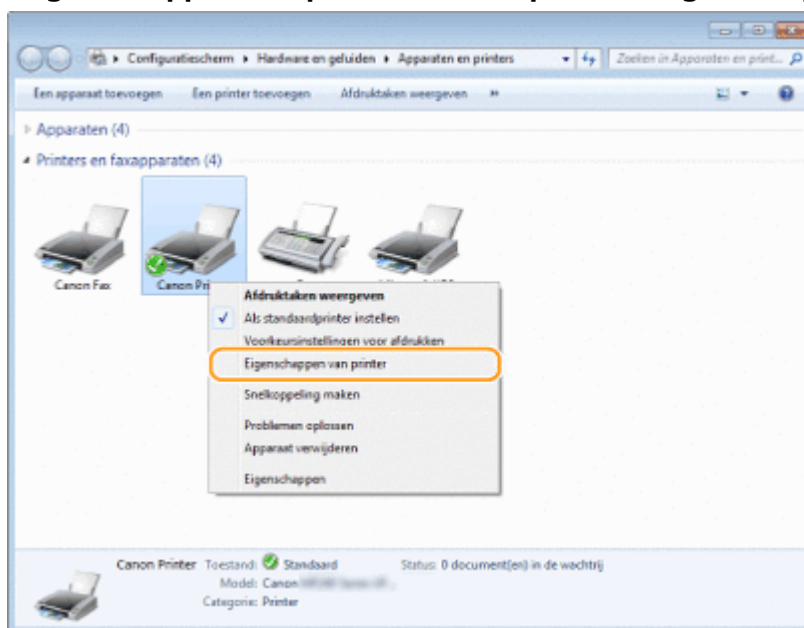 Configuratiescherm ▸ Hardware en geluiden ▸ Apparaten en printers
Zoeken in Apparaten en print...
Een apparaat toevoegen Een printer toevoegen Afdruktaken weergeven »
Apparaten (4)
Printers en faxapparaten (4)
Canon Fax Canon Pri
Afdruktaken weergeven
Als standaardprinter instellen
Voorkeursinstellingen voor afdrukken
Eigenschappen van printer
Snelkoppeling maken
Problemen oplossen
Apparaat verwijderen
Eigenschappen
Canon Printer Toestand: Standaard Status: 0 document(en) in de wachtrij
Model: Canon
Categorie: Printer